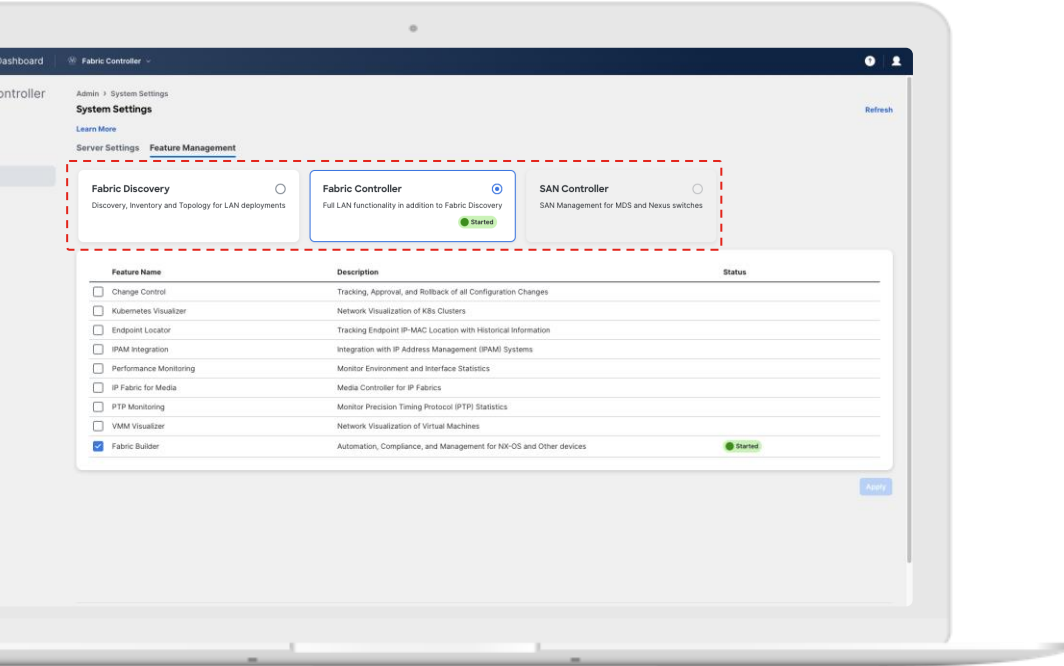 Dashboard Fabric Controller ?
Controller
Admin > System Settings
System Settings
Refresh
Learn More
Server Settings Feature Management
Fabric Discovery
Discovery, Inventory and Topology for LAN deployments
Fabric Controller
Full LAN functionality in addition to Fabric Discovery
Started
SAN Controller
SAN Management for MDS and Nexus switches
Feature Name Description Status
Change Control Tracking, Approval, and Rollback of all Configuration Changes
Kubernetes Visualizer Network Visualization of K8s Clusters
Endpoint Locator Tracking Endpoint IP-MAC Location with Historical Information
IPAM Integration Integration with IP Address Management (IPAM) Systems
Performance Monitoring Monitor Environment and Interface Statistics
IP Fabric for Media Media Controller for IP Fabrics
PTP Monitoring Monitor Precision Timing Protocol (PTP) Statistics
VMM Visualizer Network Visualization of Virtual Machines
Fabric Builder Automation, Compliance, and Management for NX-OS and Other devices Started
Apply